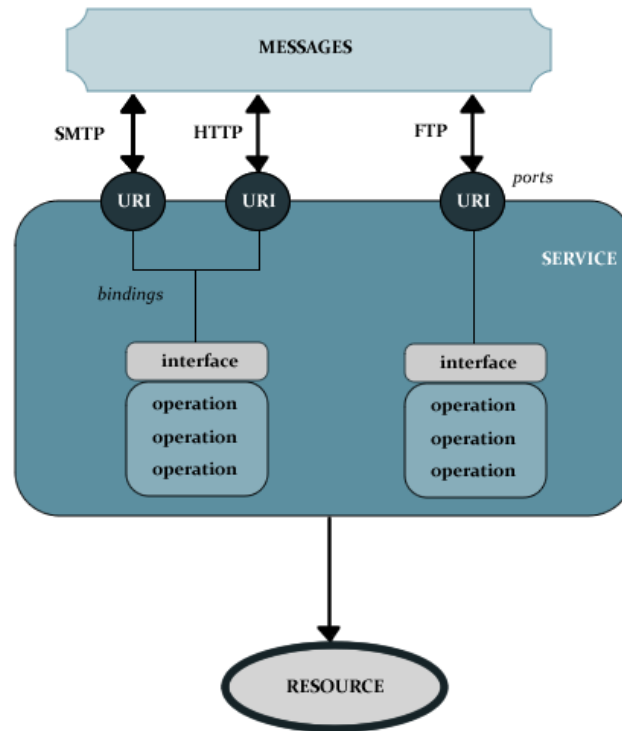 MESSAGES
SMTP
HTTP
FTP
URI
URI
URI
ports
SERVICE
bindings
interface
operation
operation
operation
interface
operation
operation
operation
RESOURCE